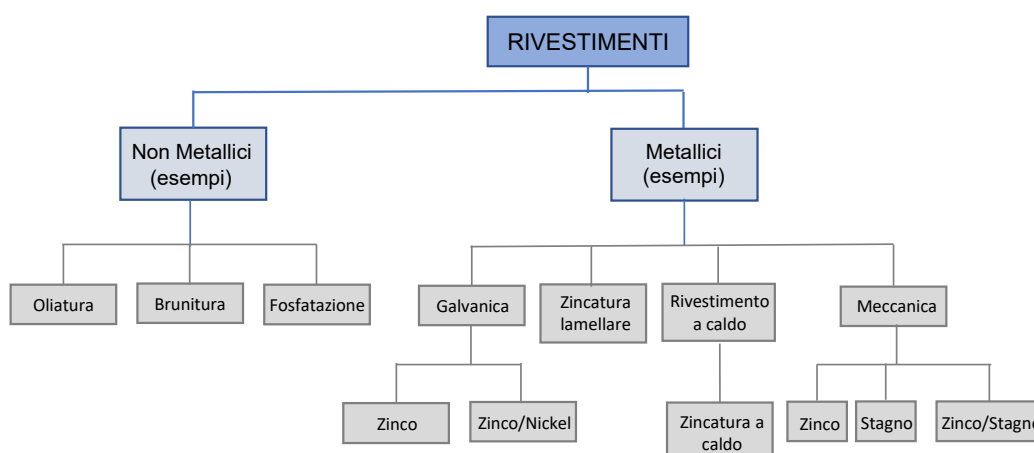 RIVESTIMENTI
Non Metallici
(esempi)
Metallici
(esempi)
Oliatura
Brunitura
Fosfatazione
Galvanica
Zincatura
lamellare
Rivestimento
a caldo
Meccanica
Zinco
Zinco/Nickel
Zincatura a
caldo
Zinco
Stagno
Zinco/Stagno